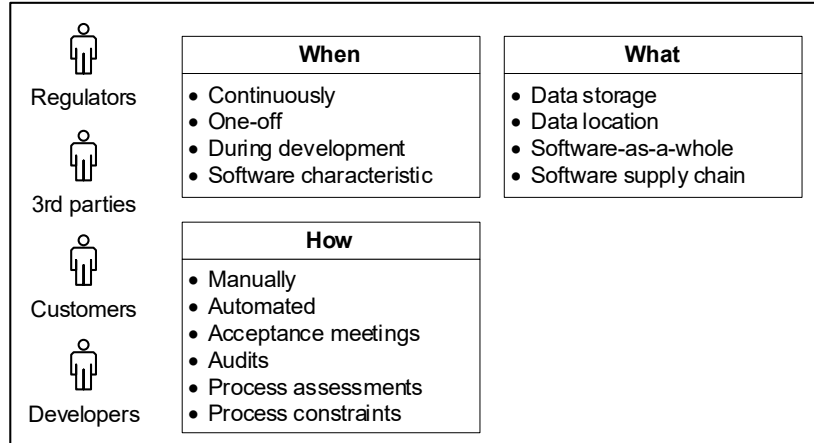 Regulators
3rd parties
Customers
Developers
When
• Continuously
• One-off
• During development
• Software characteristic
What
• Data storage
• Data location
• Software-as-a-whole
• Software supply chain
How
• Manually
• Automated
• Acceptance meetings
• Audits
• Process assessments
• Process constraints